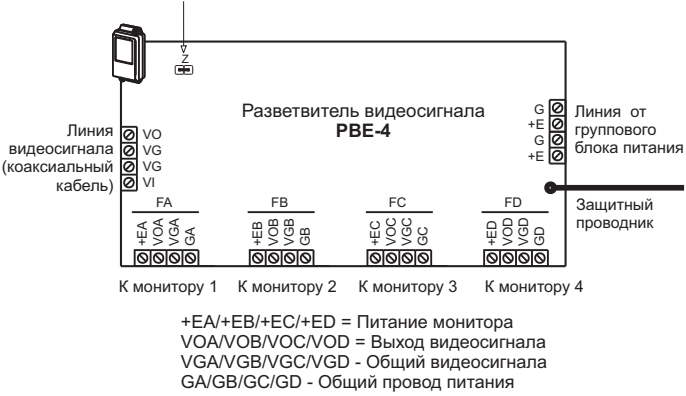 Z
Разветвитель видеосигнала
РВЕ-4
Линия
видеосигнала
(коаксиальный
кабель)
VO
VG
VG
VI
G
+E
G
+E
Линия от
группового
блока питания
Защитный
проводник
FA
FB
FC
FD
+EA
VOA
VGA
GA
+EB
VOB
VGB
GB
+EC
VOC
VGC
GC
+ED
VOD
VGD
GD
К монитору 1
К монитору 2
К монитору 3
К монитору 4
+EA/+EB/+EC/+ED = Питание монитора
VOA/VOB/VOC/VOD = Выход видеосигнала
VGA/VGB/VGC/VGD - Общий видеосигнала
GA/GB/GC/GD - Общий провод питания